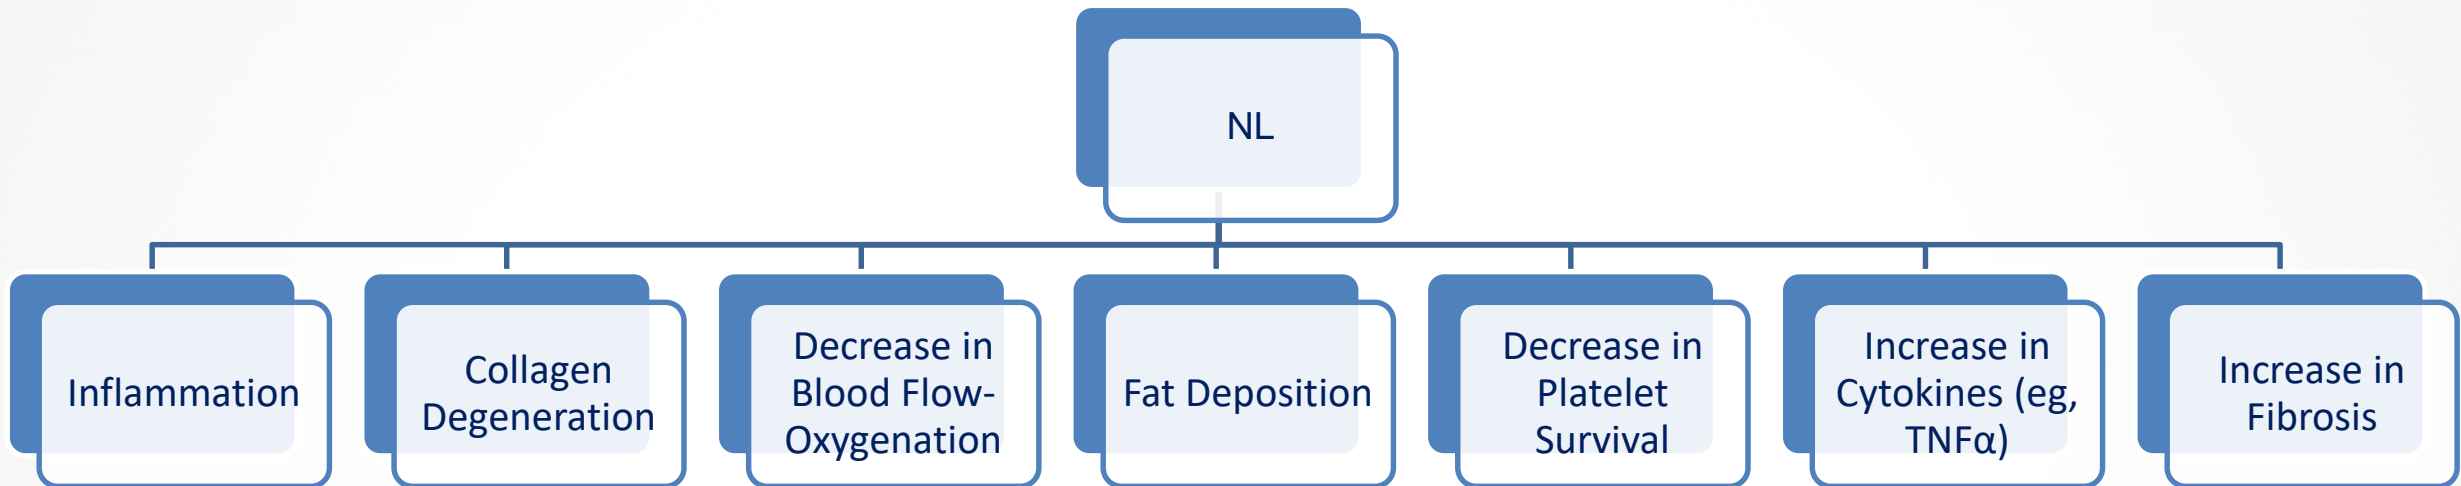 NL
Inflammation
Collagen
Degeneration
Decrease in
Blood Flow-
Oxygenation
Fat Deposition
Decrease in
Platelet
Survival
Increase in
Cytokines (eg,
TNFα)
Increase in
Fibrosis